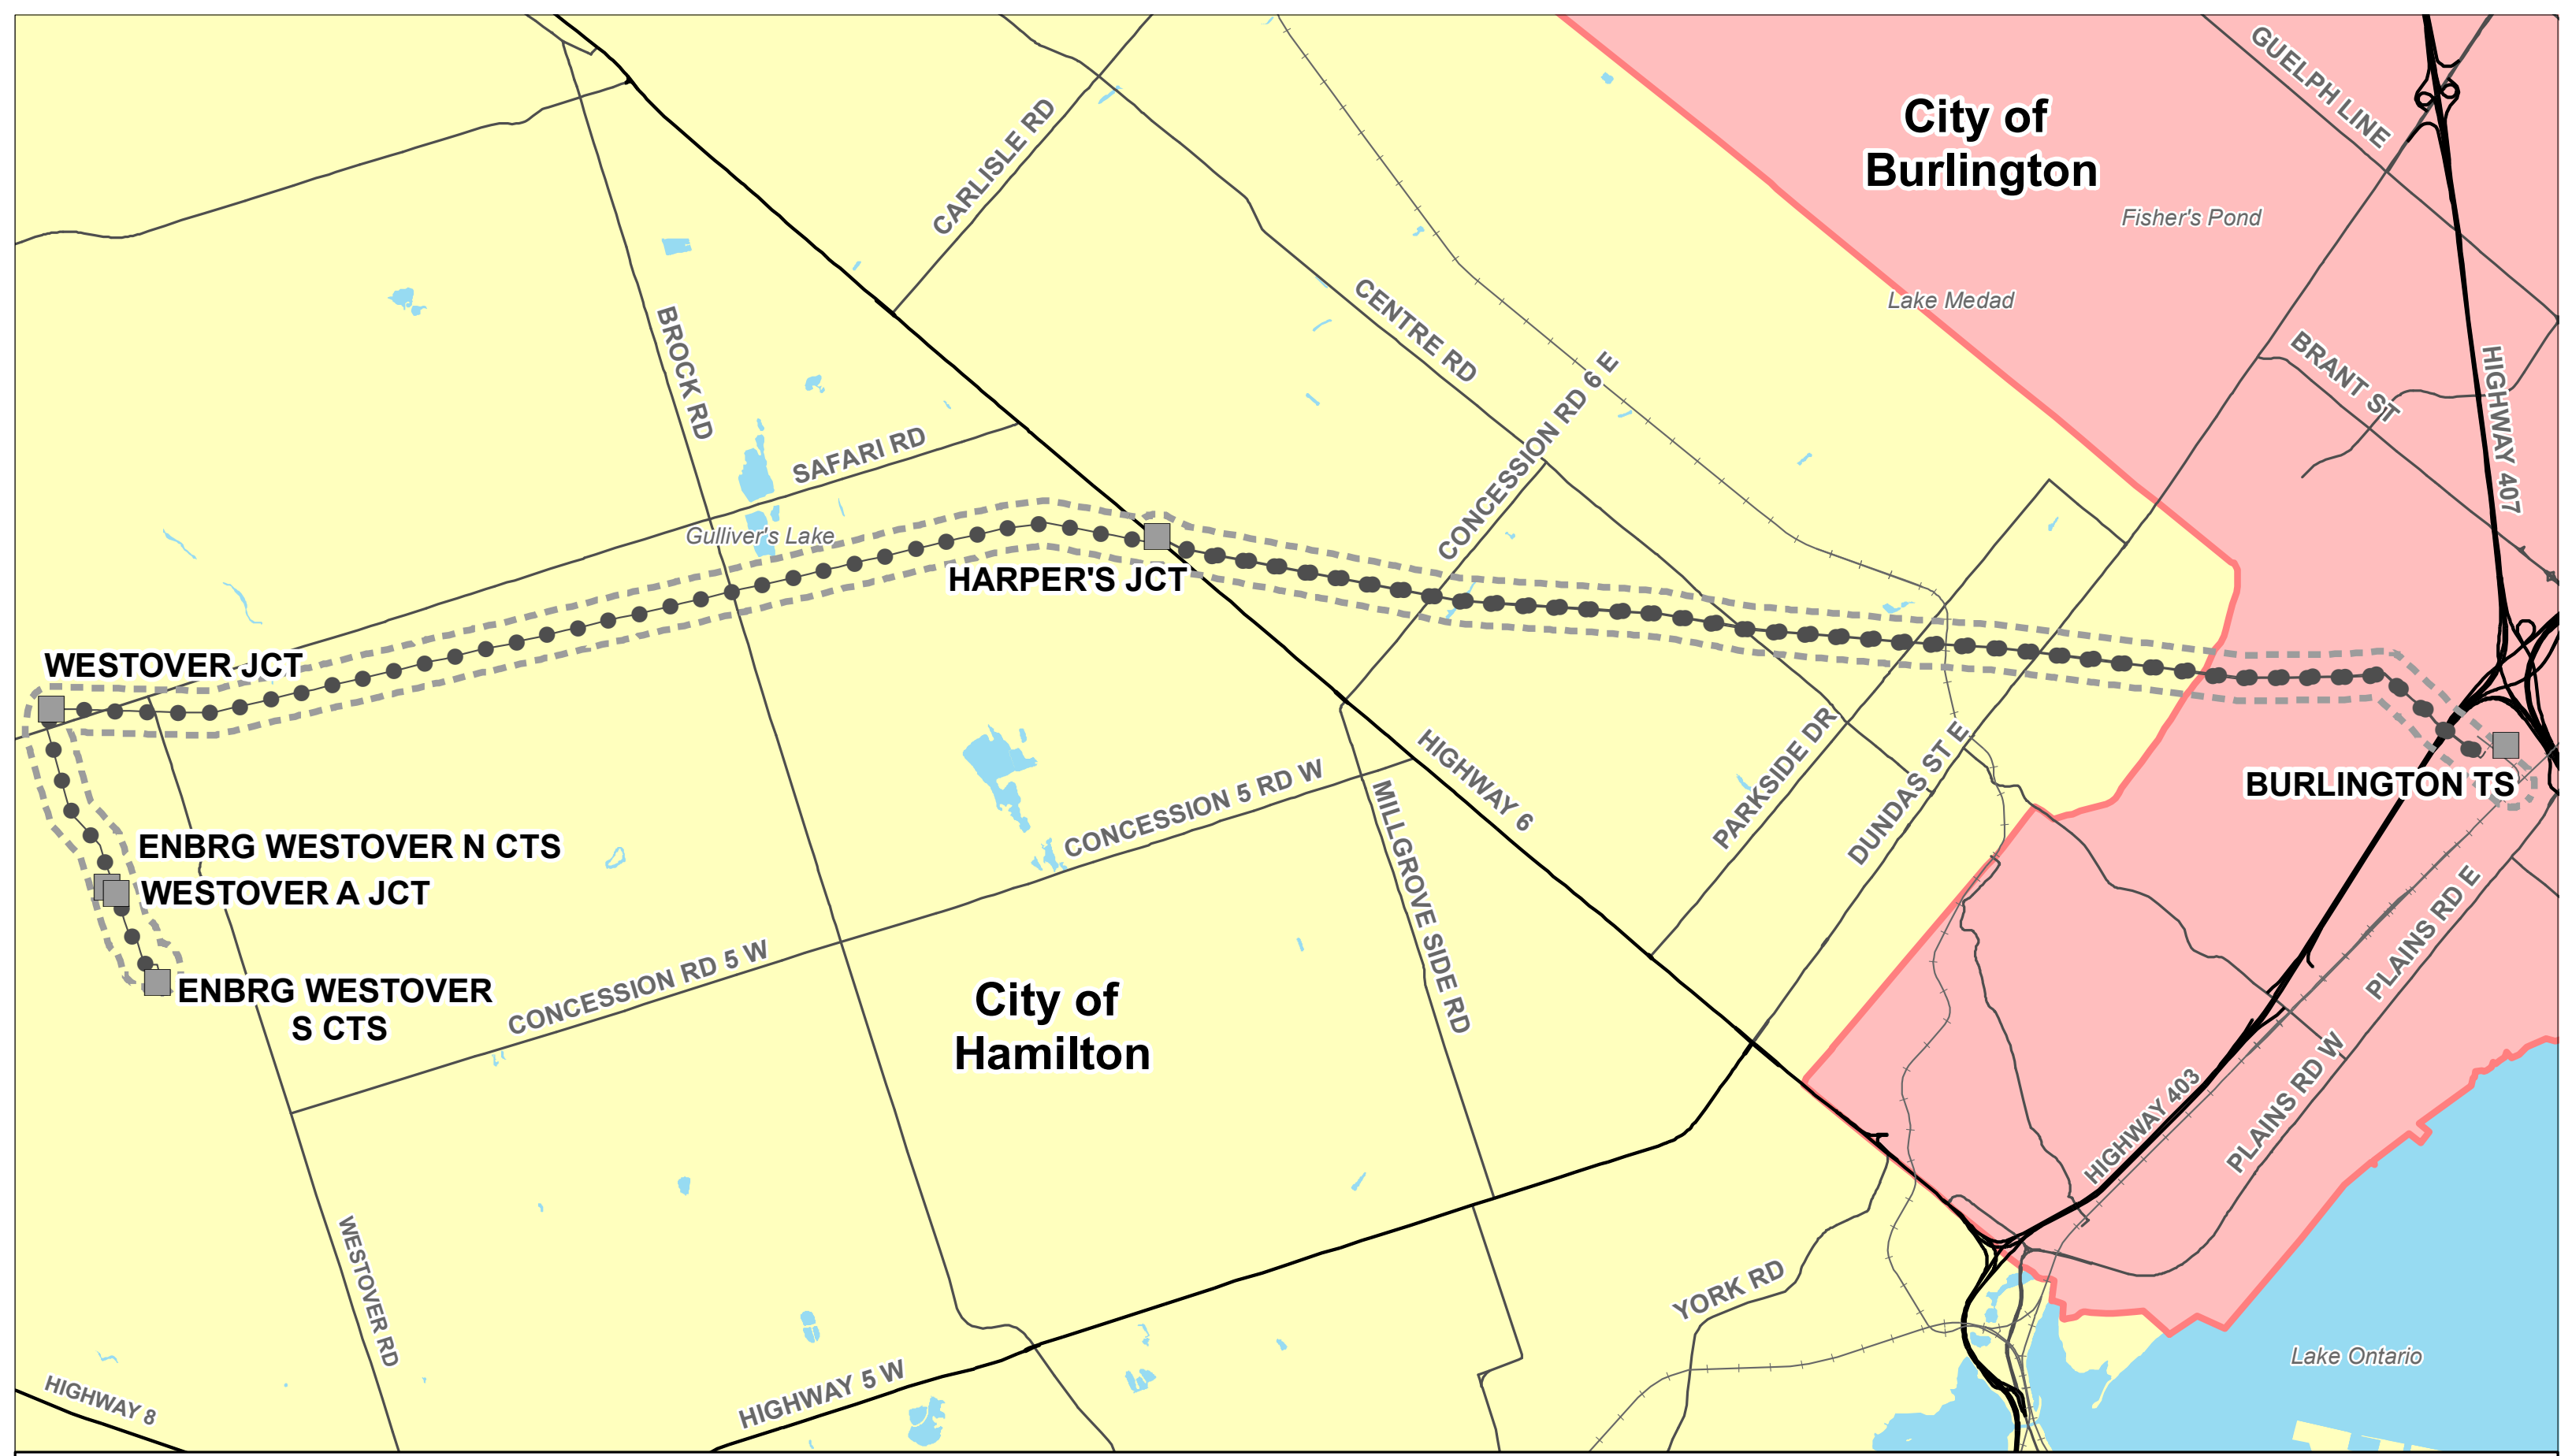 City of
Burlington
GUELPH LINE
CARLISLE RD
Fisher's Pond
Lake Medad
CENTRE RD
BROCK RD
BRANT ST
HIGHWAY 407
SAFARI RD
CONCESSION RD 6 E
Gulliver's Lake
HARPER'S JCT
WESTOVER JCT
HIGHWAY 6
PARKSIDE DR
DUNDAS ST E
BURLINGTON TS
CONCESSION 5 RD W
MILLGROVE SIDE RD
ENBRG WESTOVER N CTS
WESTOVER A JCT
PLAINS RD E
CONCESSION RD 5 W
ENBRG WESTOVER
S CTS
City of
Hamilton
HIGHWAY 403
PLAINS RD W
WESTOVER RD
YORK RD
Lake Ontario
HIGHWAY 8
HIGHWAY 5 W